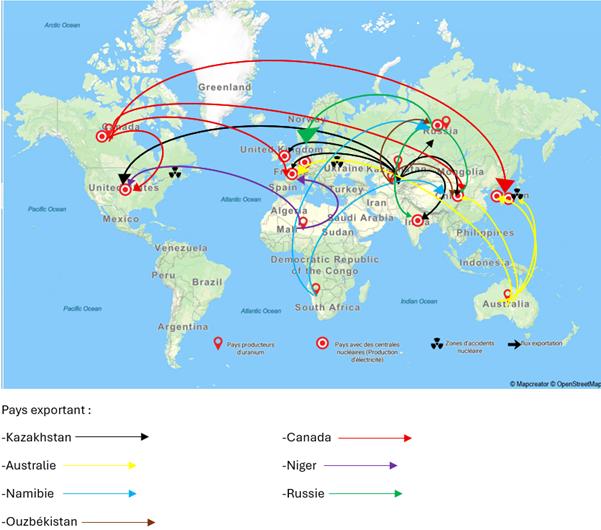 Arctic Ocean
Greenland
Canada
Norway
Russia
United Kingdom
Ukraine
Mongolia
United States
Spain
Turkey
Iran
Pacific Ocean
Atlantic Ocean
Algeria
Saudi Arabia
India
Mexico
Mali
Sudan
Philippines
Venezuela
Democratic Republic
of the Congo
Indonesia
Peru
Brazil
Pacific Ocean
Atlantic Ocean
South Africa
Indian Ocean
Australia
Argentina
Pays producteurs
d'uranium
Pays avec des centrales
nucléaires (Production
d'électricité)
Zones d'accidents
nucléaire
flux exportation
© Mapcreator © OpenStreetMap
Pays exportant :
-Kazakhstan
-Canada
-Australie
-Niger
-Namibie
-Russie
-Ouzbékistan